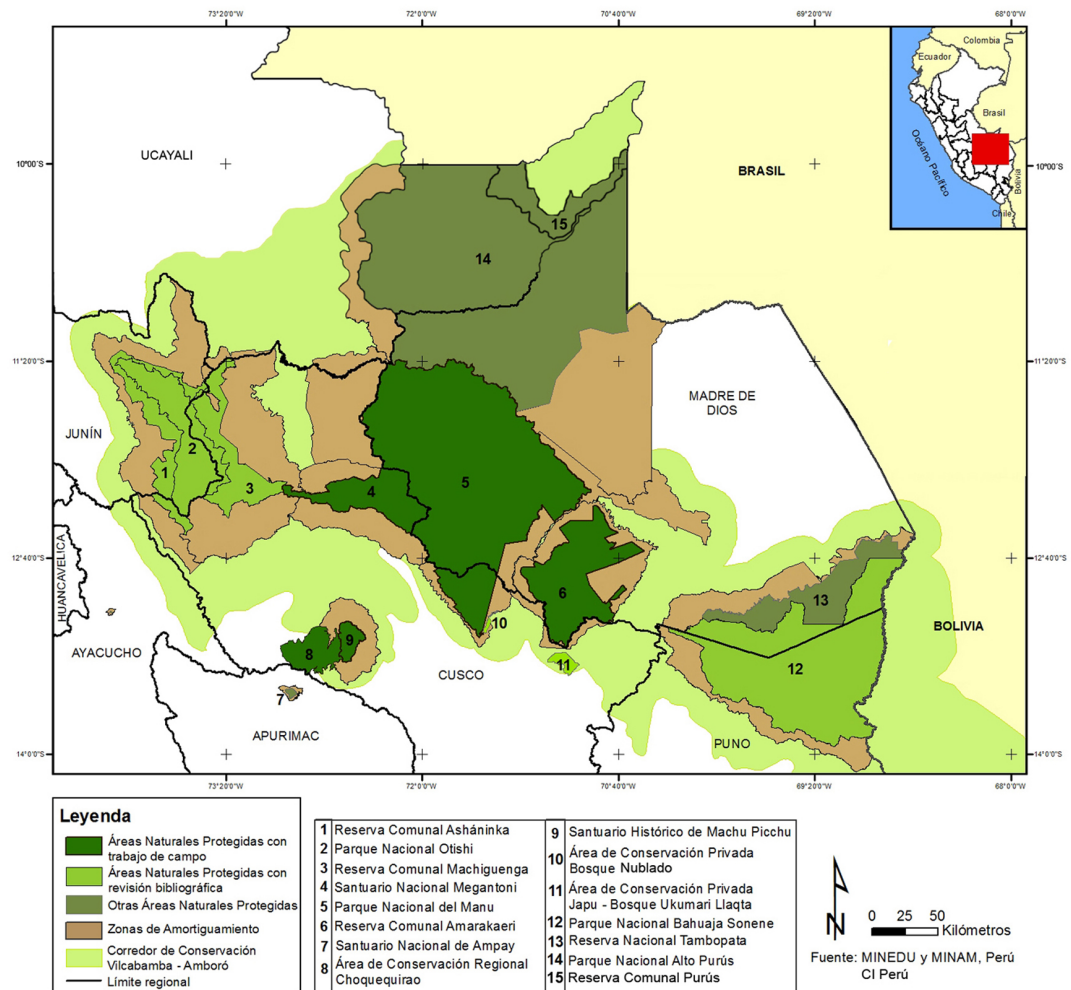 73°20'0"O
72°0'0"O
70°40'0"O
69°20'0"O
68°0'0"O
Colombia
Ecuador
Brasil
Océano Pacífico
Bolivia
Chile
10°00'S
UCAYALI
BRASIL
10°00'S
15
14
11°20'0"S
11°20'0"S
MADRE DE
DIOS
JUNÍN
2
1
3
4
5
12°40'0"S
12°40'0"S
HUANCAVELICA
6
13
10
BOLIVIA
AYACUCHO
8
9
11
12
CUSCO
7
APURIMAC
PUNO
14°0'0"S
14°0'0"S
73°20'0"O
72°0'0"O
70°40'0"O
69°20'0"O
68°0'0"O
Leyenda
Áreas Naturales Protegidas con
trabajo de campo
Áreas Naturales Protegidas con
revisión bibliográfica
Otras Áreas Naturales Protegidas
Zonas de Amortiguamiento
Corredor de Conservación
Vilcabamba - Amboró
Límite regional
1 Reserva Comunal Asháninka
2 Parque Nacional Otishi
3 Reserva Comunal Machiguenga
4 Santuario Nacional Megantoni
5 Parque Nacional del Manu
6 Reserva Comunal Amarakaeri
7 Santuario Nacional de Ampay
8 Área de Conservación Regional
Choquequirao
9 Santuario Histórico de Machu Picchu
10 Área de Conservación Privada
Bosque Nublado
11 Área de Conservación Privada
Japu - Bosque Ukumari Llaqta
12 Parque Nacional Bahuaja Sonene
13 Reserva Nacional Tambopata
14 Parque Nacional Alto Purús
15 Reserva Comunal Purús
N
0 25 50
Kilómetros
Fuente: MINEDU y MINAM, Perú
CI Perú